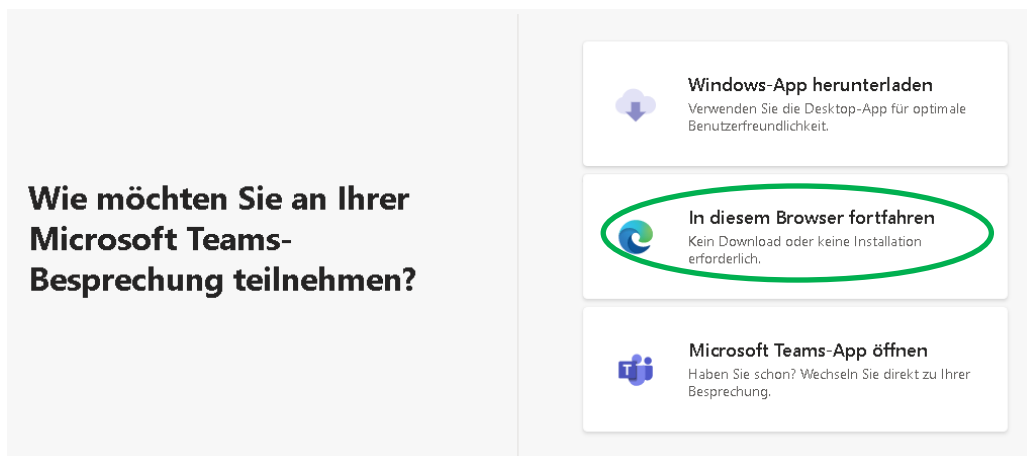 Wie möchten Sie an Ihrer
Microsoft Teams-
Besprechung teilnehmen?
Windows-App herunterladen
Verwenden Sie die Desktop-App für optimale
Benutzerfreundlichkeit.
In diesem Browser fortfahren
Kein Download oder keine Installation
erforderlich.
Microsoft Teams-App öffnen
Haben Sie schon? Wechseln Sie direkt zu Ihrer
Besprechung.